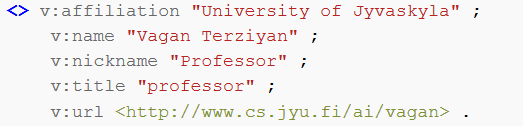 <> v:affiliation "University of Jyvaskyla" ;
v:name "Vagan Terziyan" ;
v:nickname "Professor" ;
v:title "professor" ;
v:url <http://www.cs.jyu.fi/ai/vagan> .